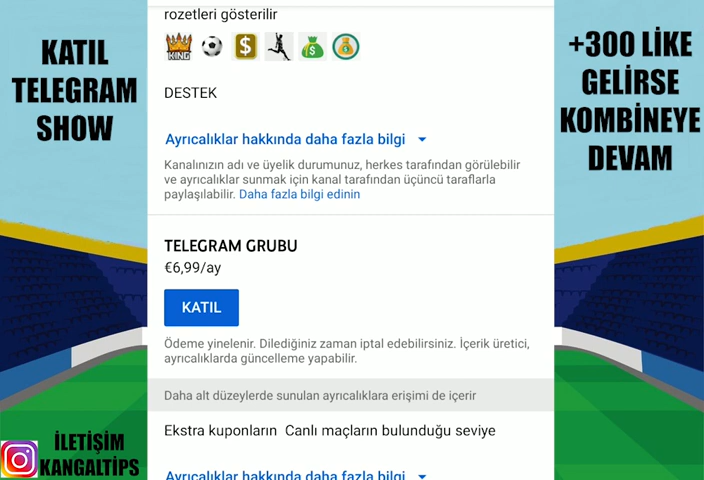 KATIL
TELEGRAM
SHOW
rozetleri gösterilir
KING
DESTEK
Ayrıcalıklar hakkında daha fazla bilgi
Kanalınızın adı ve üyelik durumunuz, herkes tarafından görülebilir
ve ayrıcalıklar sunmak için kanal tarafından üçüncü taraflarla
paylaşılabilir. Daha fazla bilgi edinin
TELEGRAM GRUBU
€6,99/ay
KATIL
Ödeme yinelenir. Dilediğiniz zaman iptal edebilirsiniz. İçerik üretici,
ayrıcalıklarda güncelleme yapabilir.
Daha alt düzeylerde sunulan ayrıcalıklara erişimi de içerir
Ekstra kuponların Canlı maçların bulunduğu seviye
Ayrıcalıklar hakkında daha fazla bilgi
+300 LİKE
GELİRSE
KOMBİNEYE
DEVAM
İLETİŞİM
KANGALTİPS